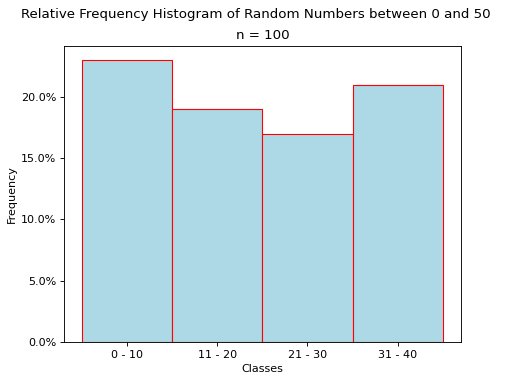 Relative Frequency Histogram of Random Numbers between 0 and 50
n = 100
20.0%
15.0%
10.0%
5.0%
0.0%
Frequency
0 - 10
11 - 20
21 - 30
31 - 40
Classes